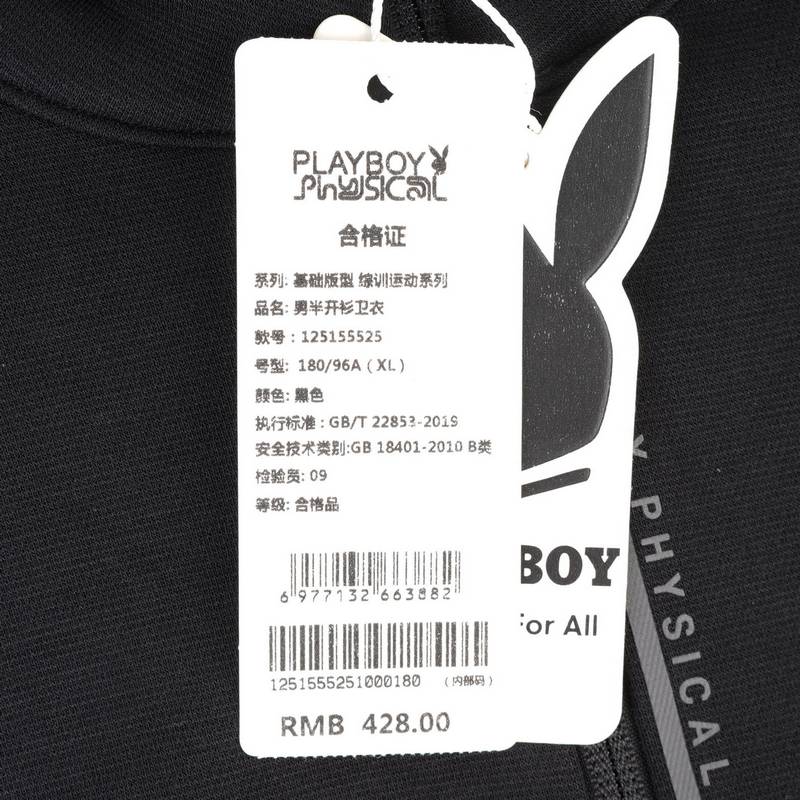 PLAYBOY
PHYSICAL
合格证
系列: 基础版型 综训运动系列
品名: 男半开衫卫衣
款号: 125155525
号型: 180/96A (XL)
颜色: 黑色
执行标准: GB/T 22853-2019
安全技术类别:GB 18401-2010 B类
检验员: 09
等级: 合格品
6 977132 663882
1251555251000180 (内部码)
RMB 428.00
BOY
For All
Y PHYSICAL